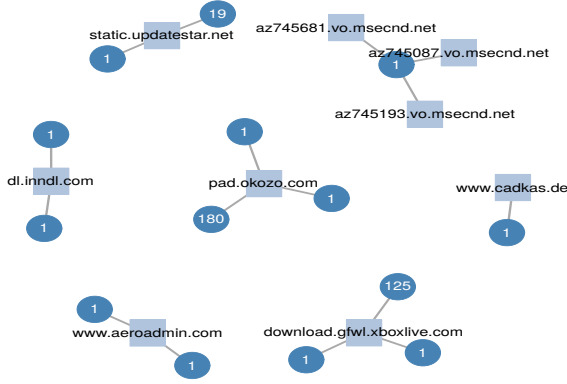 19
static.updatestar.net
1
az745681.vo.msecnd.net
az745087.vo.msecnd.net
1
az745193.vo.msecnd.net
1
dl.inndl.com
1
1
pad.okozo.com
1
180
www.cadkas.de
1
1
www.aeroadmin.com
1
125
download.gfwl.xboxlive.com
1
1